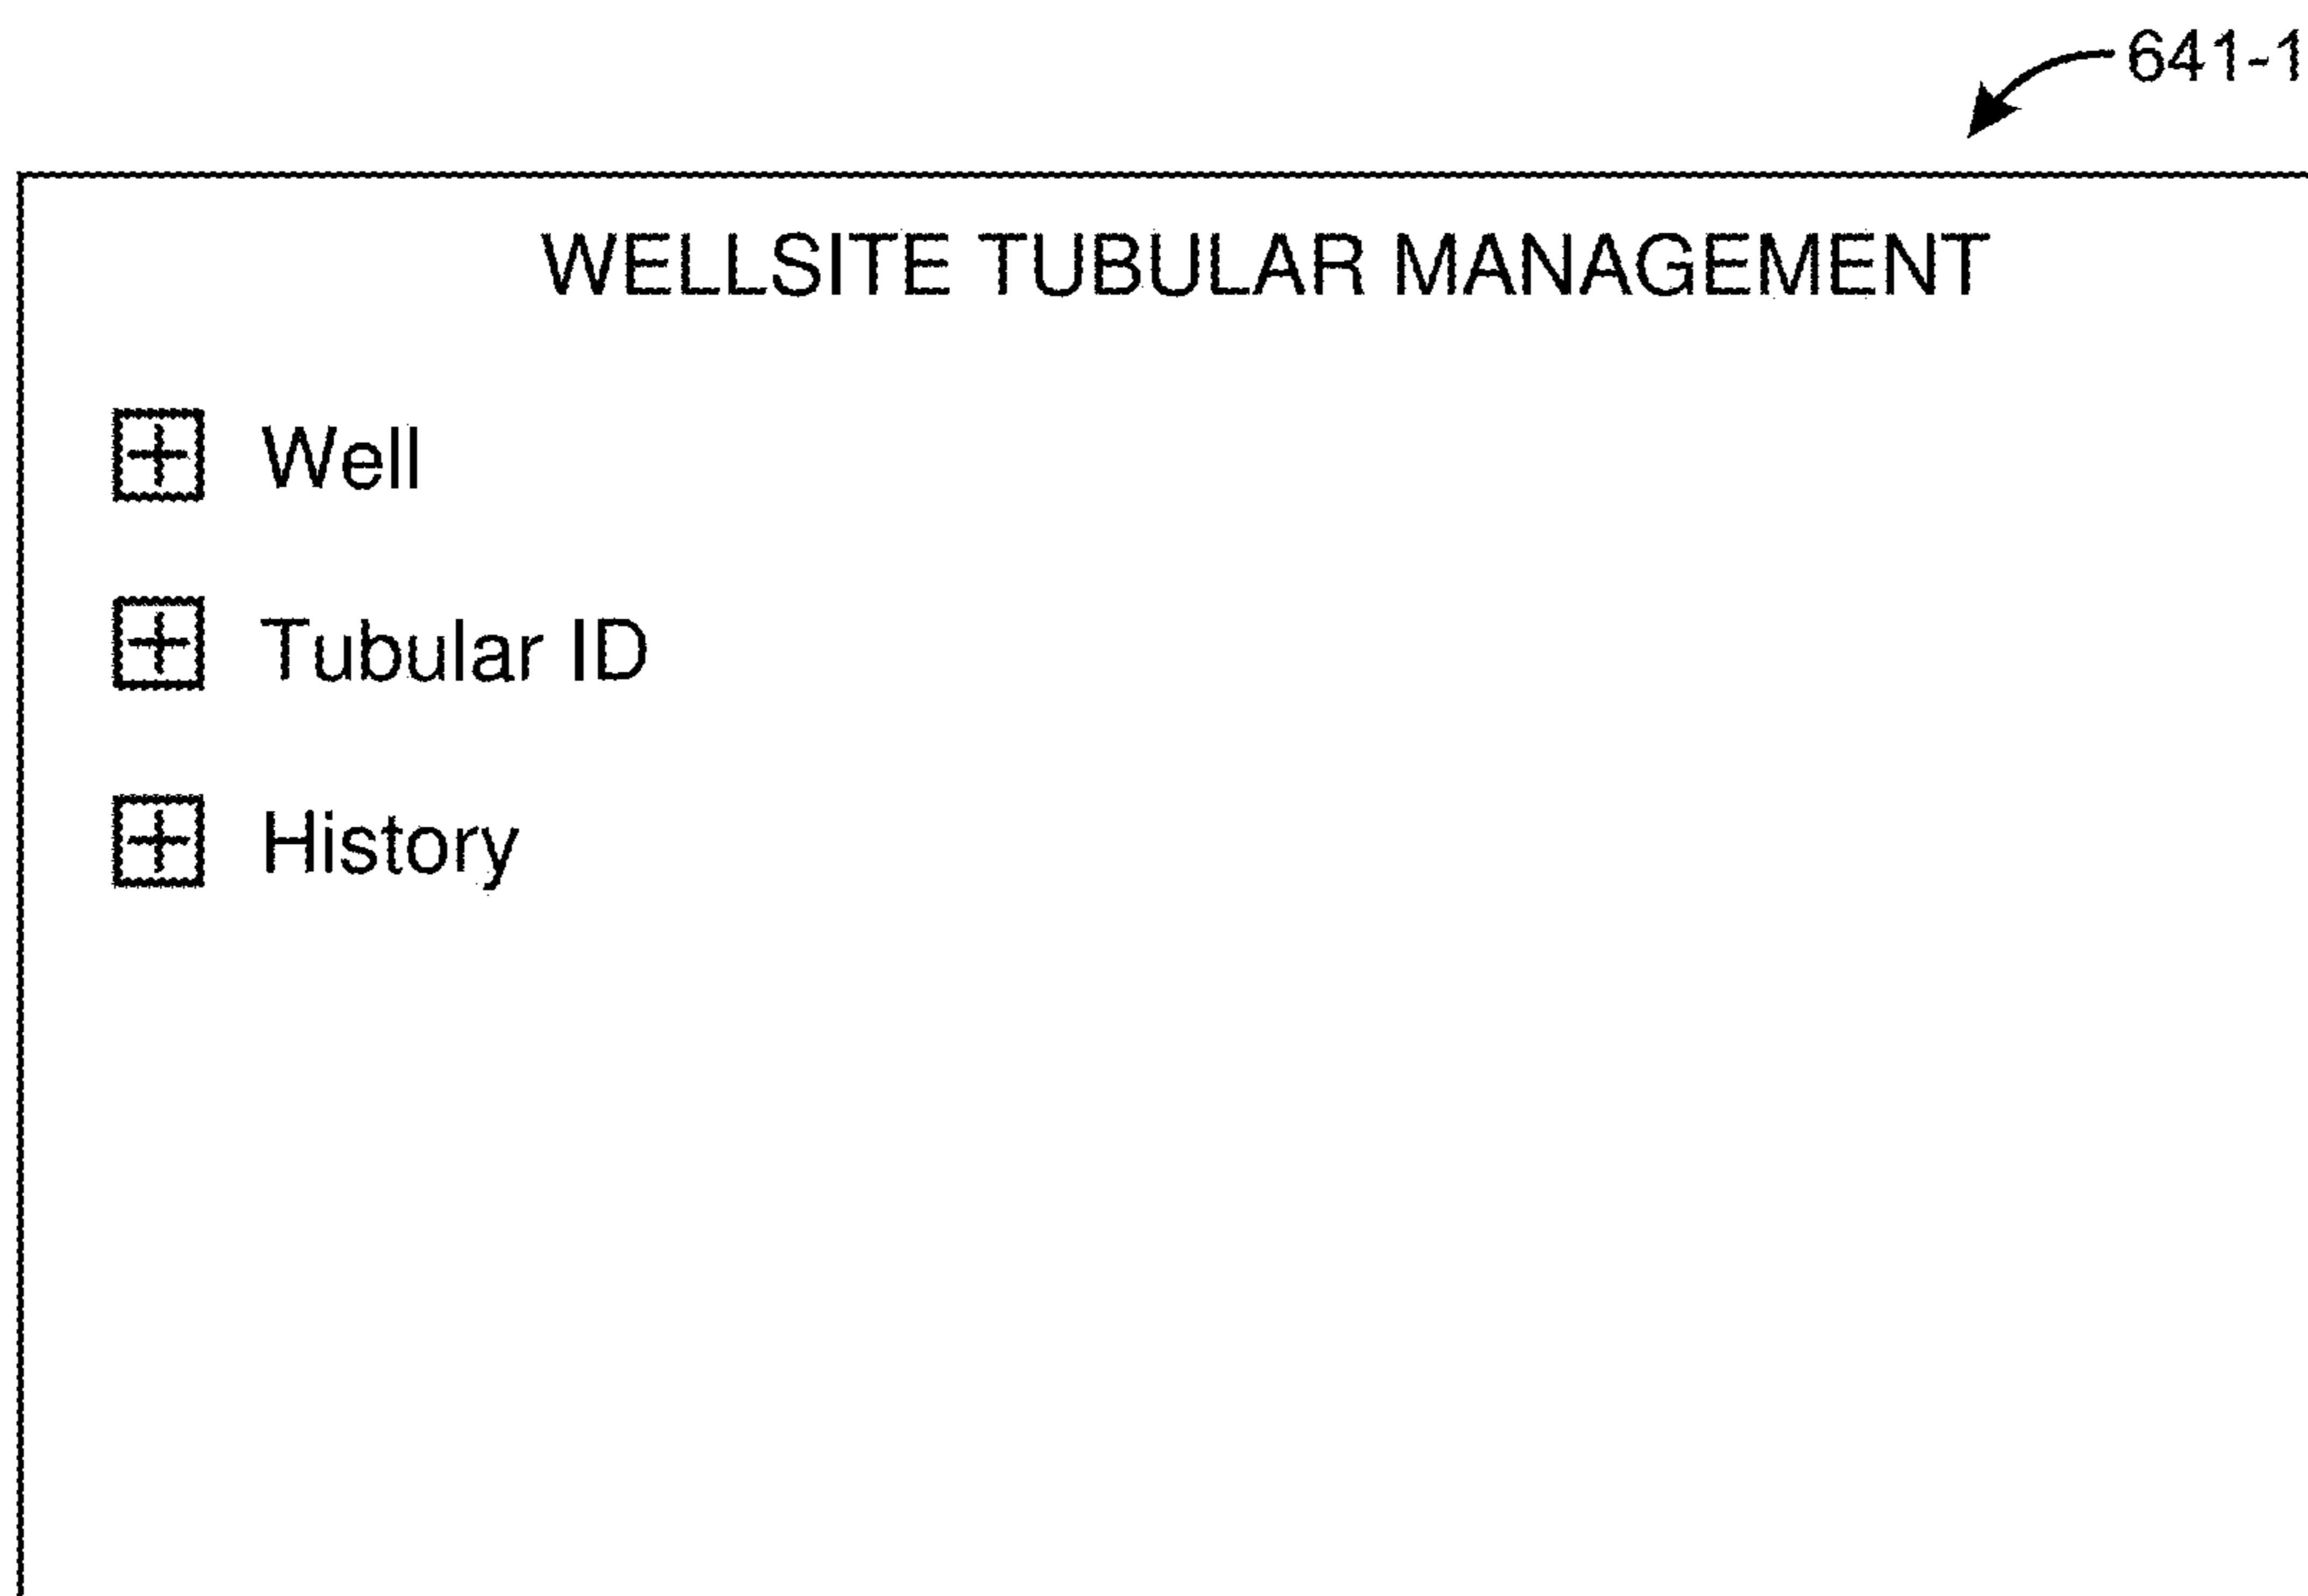 641-1
WELLSITE TUBULAR MANAGEMENT
Well
Tubular ID
History